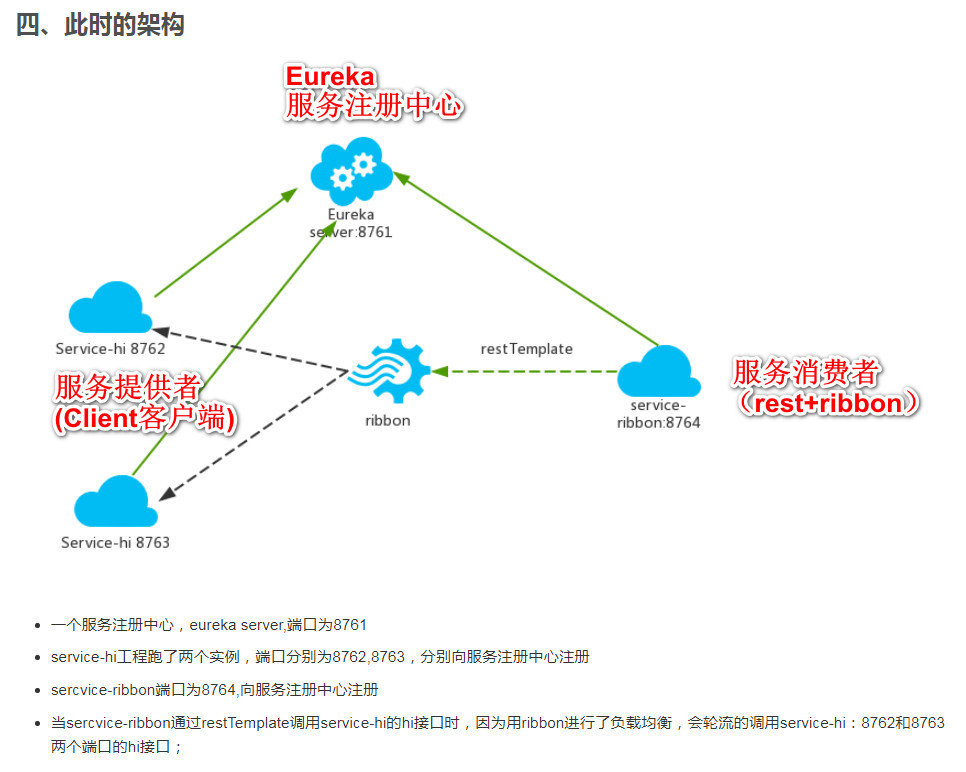 四、此时的架构
Eureka
服务注册中心
Eureka
server:8761
Service-hi 8762
restTemplate
服务提供者
(Client客户端)
ribbon
service-
ribbon:8764
服务消费者
（rest+ribbon）
Service-hi 8763
一个服务注册中心，eureka server,端口为8761
service-hi工程跑了两个实例，端口分别为8762,8763，分别向服务注册中心注册
sercvice-ribbon端口为8764,向服务注册中心注册
当sercvice-ribbon通过restTemplate调用service-hi的hi接口时，因为用ribbon进行了负载均衡，会轮流的调用service-hi：8762和8763
两个端口的hi接口；